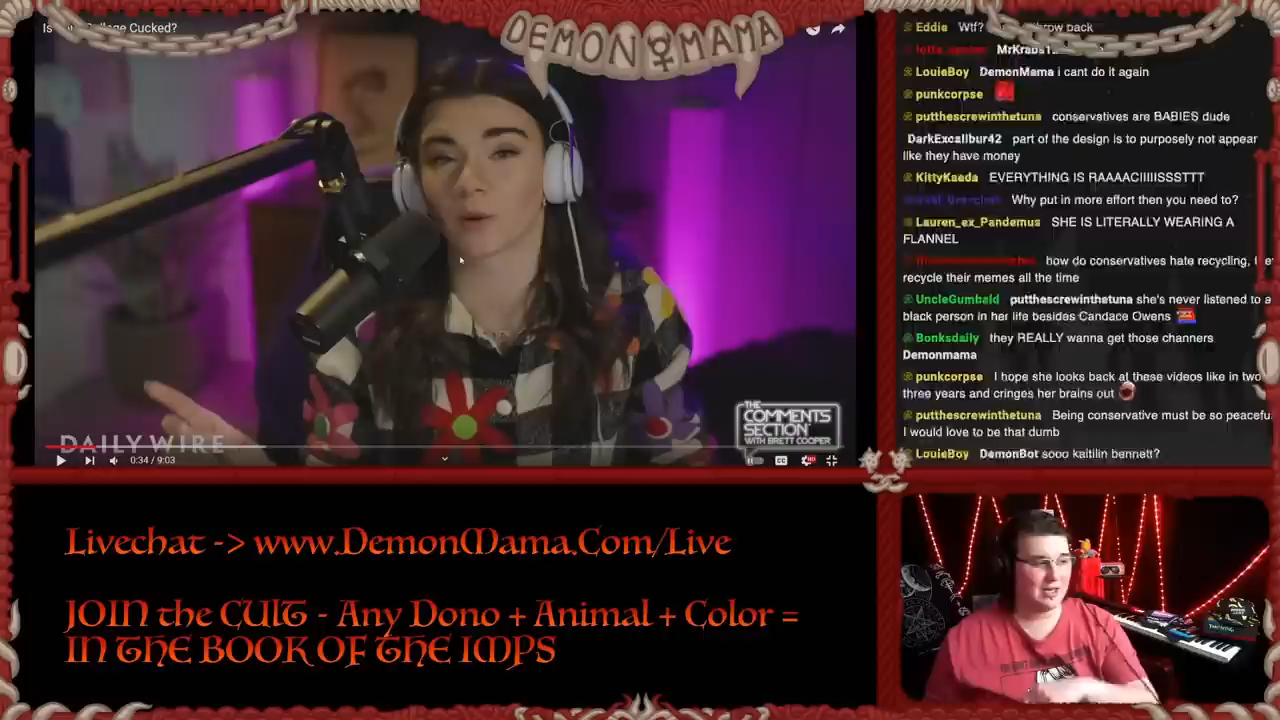 Cucked?
DEMON MAMA
DAILY WIRE
THE
COMMENTS
SECTION
WITH BRETT COOPER
0:34 / 9:03
Eddie Wtf? throw back
LouieBoy DemonMama i cant do it again
punkcorpse
putthescrewinthetuna conservatives are BABIES dude
DarkExcalibur42 part of the design is to purposely not appear
like they have money
KittyKaada EVERYTHING IS RAAAACIIIIISSSTTT
Why put in more effort then you need to?
Lauren_ex_Pandemus SHE IS LITERALLY WEARING A
FLANNEL
how do conservatives hate recycling,
recycle their memes all the time
UncleGumbald putthescrewinthetuna she's never listened to a
black person in her life besides Candace Owens
Bonksdaily they REALLY wanna get those channers
Demonmama
punkcorpse I hope she looks back at these videos like in two
three years and cringes her brains out
putthescrewinthetuna Being conservative must be so peacefu
I would love to be that dumb
LouieBoy DemonBot sooo kaitilin bennett?
Livechat -> www.DemonMama.Com/Live
JOIN the CULT - Any Dono + Animal + Color =
IN THE BOOK OF THE IMPS